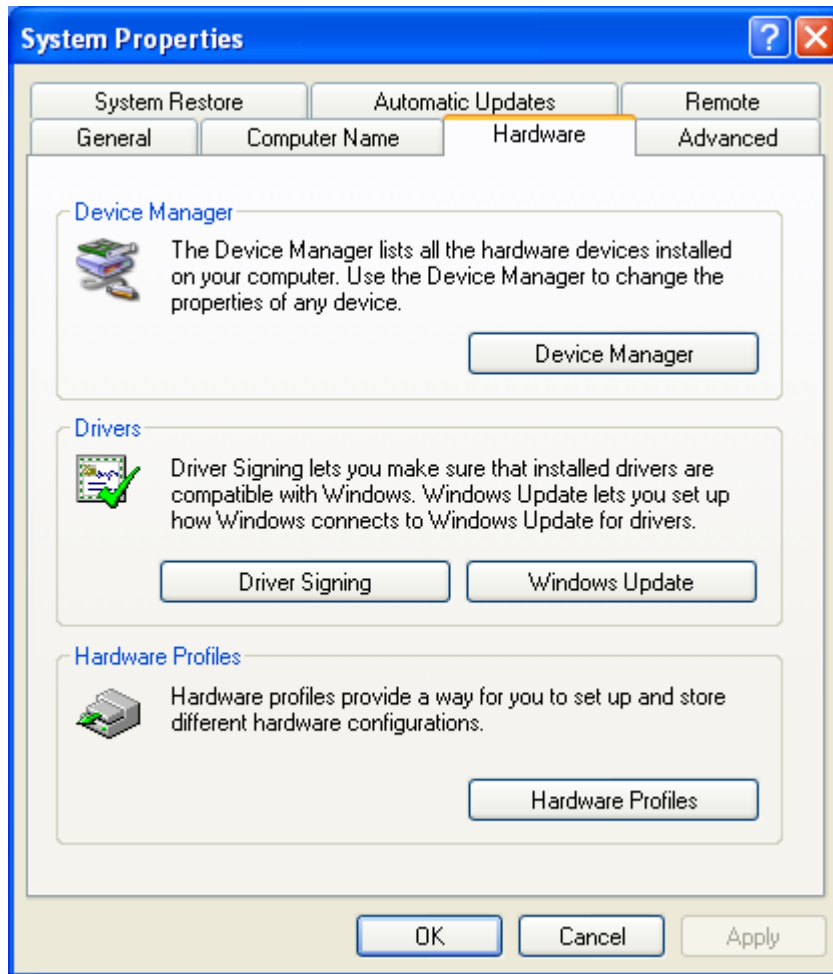 System Properties
System Restore
Automatic Updates
Remote
General
Computer Name
Hardware
Advanced
Device Manager
The Device Manager lists all the hardware devices installed
on your computer. Use the Device Manager to change the
properties of any device.
Device Manager
Drivers
Driver Signing lets you make sure that installed drivers are
compatible with Windows. Windows Update lets you set up
how Windows connects to Windows Update for drivers.
Driver Signing
Windows Update
Hardware Profiles
Hardware profiles provide a way for you to set up and store
different hardware configurations.
Hardware Profiles
OK
Cancel
Apply